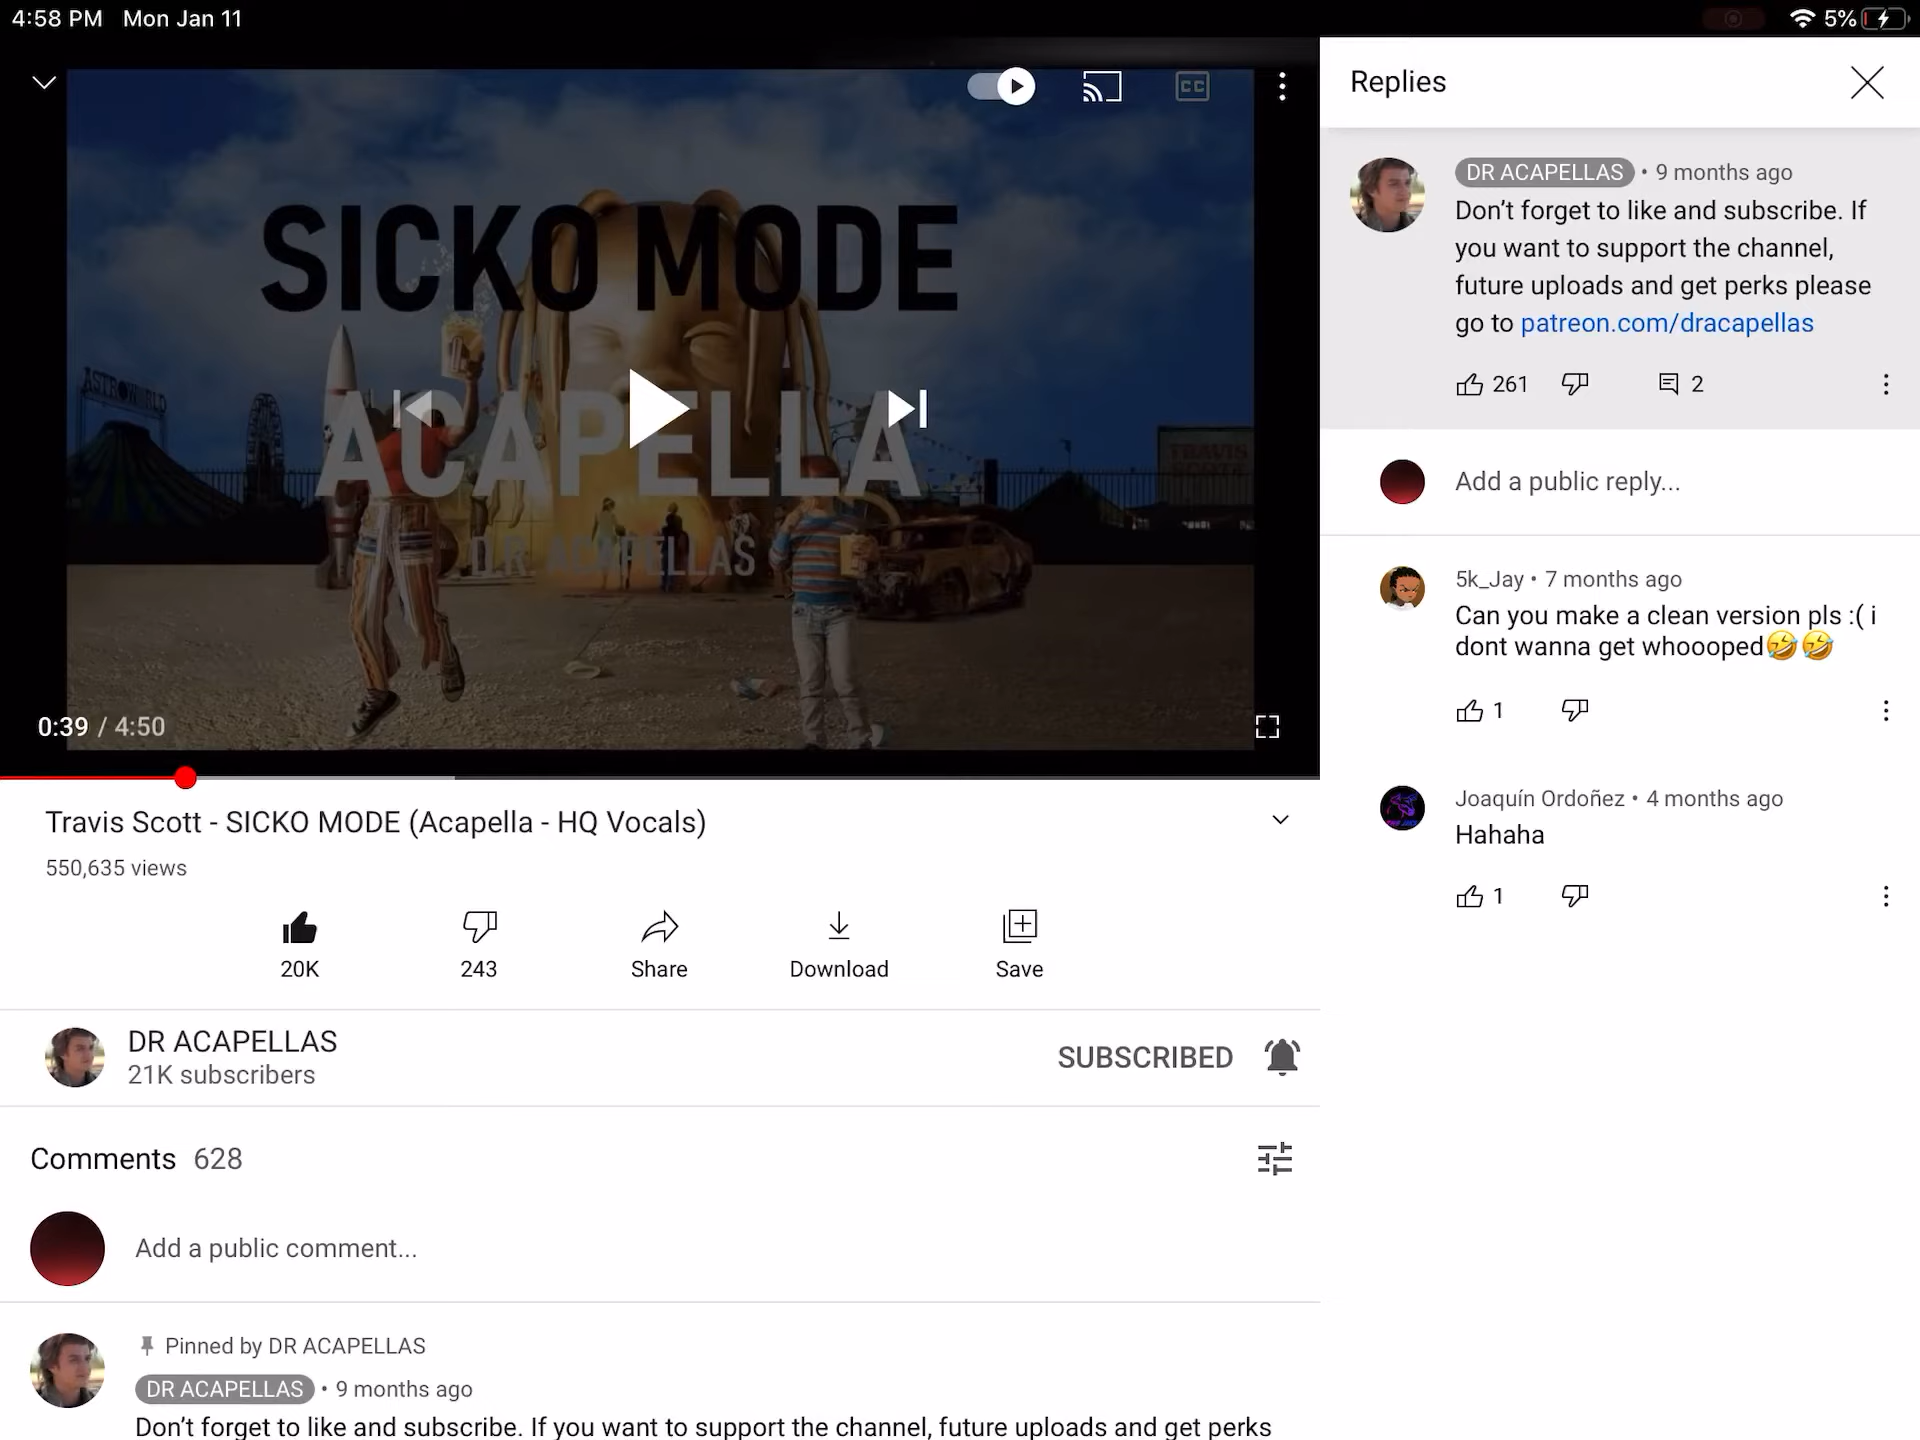 4:58 PM Mon Jan 11
5%
CC
SICKO MODE
ACAPELLA
DR ACAPELLAS
ASTROWORLD
TRAVIS
SCOTT
0:39 / 4:50
Travis Scott - SICKO MODE (Acapella - HQ Vocals)
550,635 views
20K
243
Share
Download
Save
DR ACAPELLAS
21K subscribers
SUBSCRIBED
Comments 628
Add a public comment...
Pinned by DR ACAPELLAS
DR ACAPELLAS • 9 months ago
Don’t forget to like and subscribe. If you want to support the channel, future uploads and get perks
Replies
DR ACAPELLAS • 9 months ago
Don’t forget to like and subscribe. If
you want to support the channel,
future uploads and get perks please
go to patreon.com/dracapellas
261
2
Add a public reply...
5k_Jay • 7 months ago
Can you make a clean version pls :( i
dont wanna get whoooped🤣🤣
1
Joaquín Ordoñez • 4 months ago
Hahaha
1